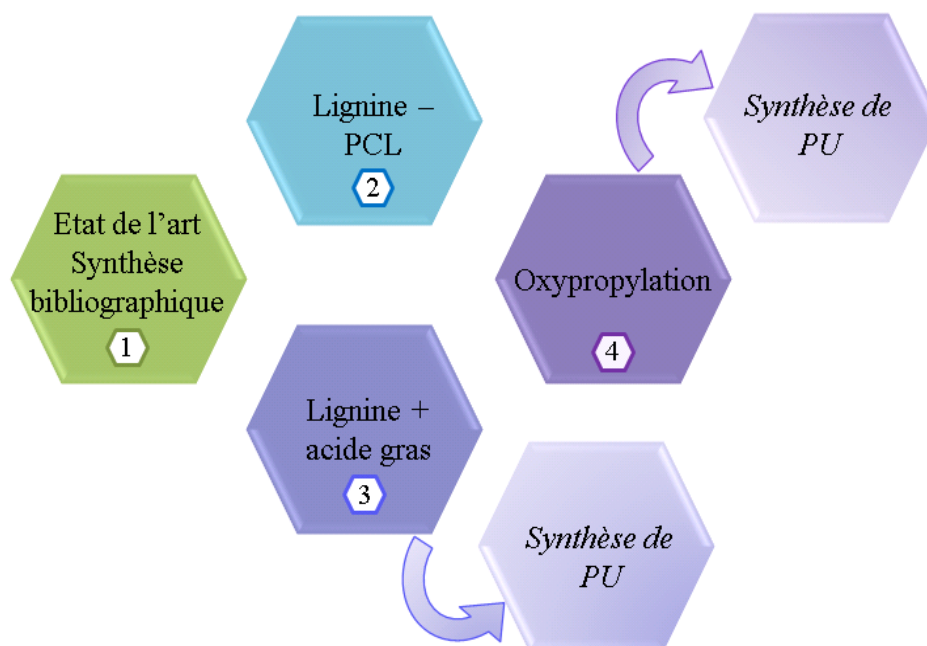 Etat de l’art
Synthèse
bibliographique
1
Lignine –
PCL
2
Lignine +
acide gras
3
Synthèse de
PU
Oxypropylation
4
Synthèse de
PU